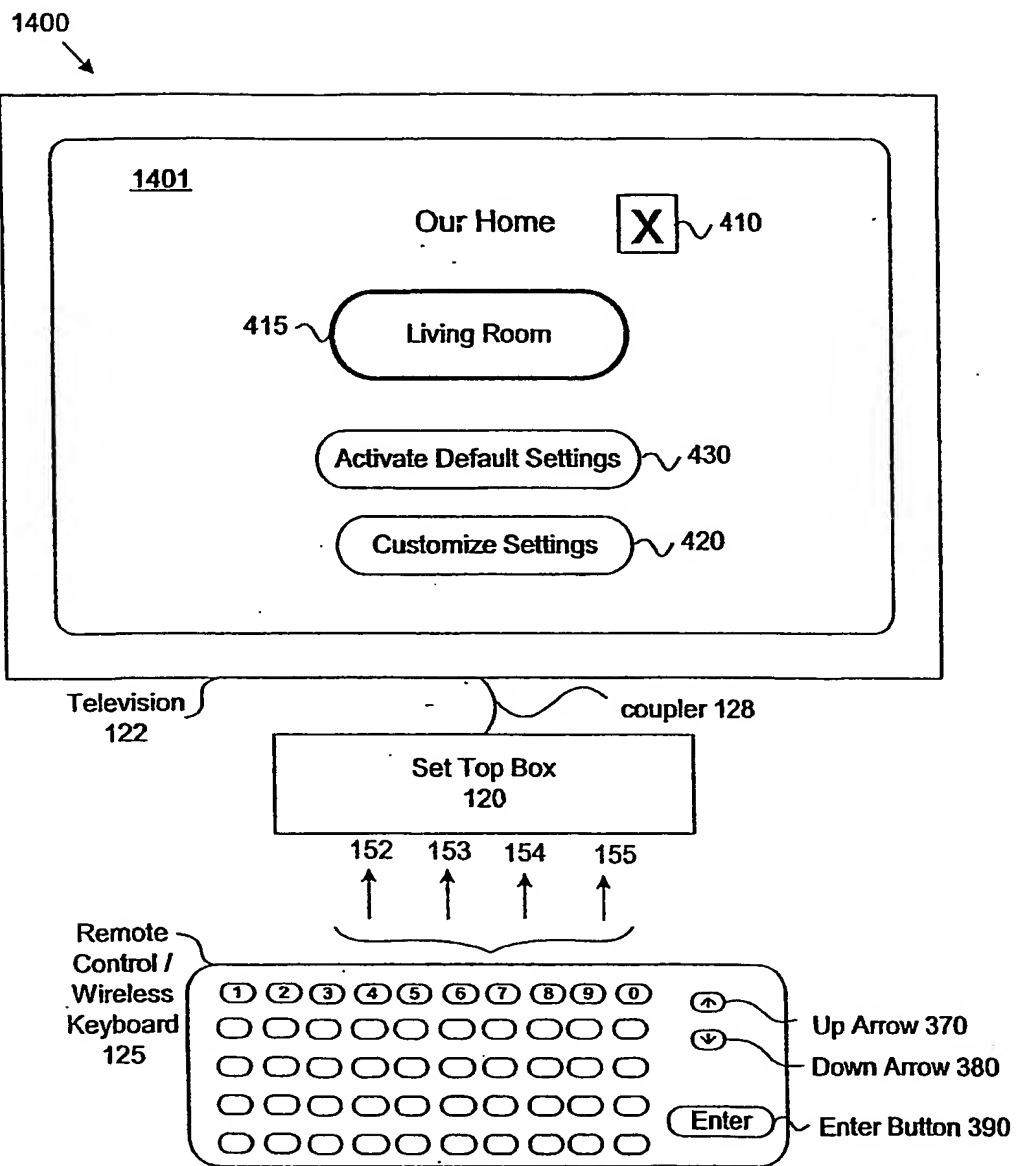 1400
1401
Our Home X 410
415 Living Room
Activate Default Settings 430
Customize Settings 420
Television
122
coupler 128
Set Top Box
120
152 153 154 155
Remote
Control /
Wireless
Keyboard
125
1 2 3 4 5 6 7 8 9 0
Up Arrow 370
Down Arrow 380
Enter
Enter Button 390